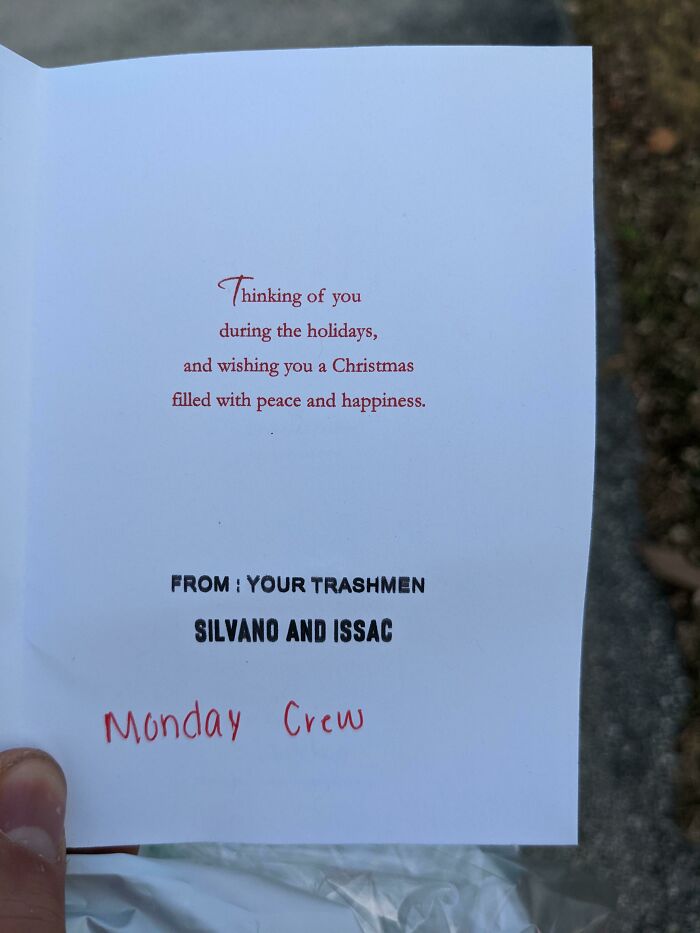 Thinking of you
during the holidays,
and wishing you a Christmas
filled with peace and happiness.
FROM : YOUR TRASHMEN
SILVANO AND ISSAC
Monday Crew